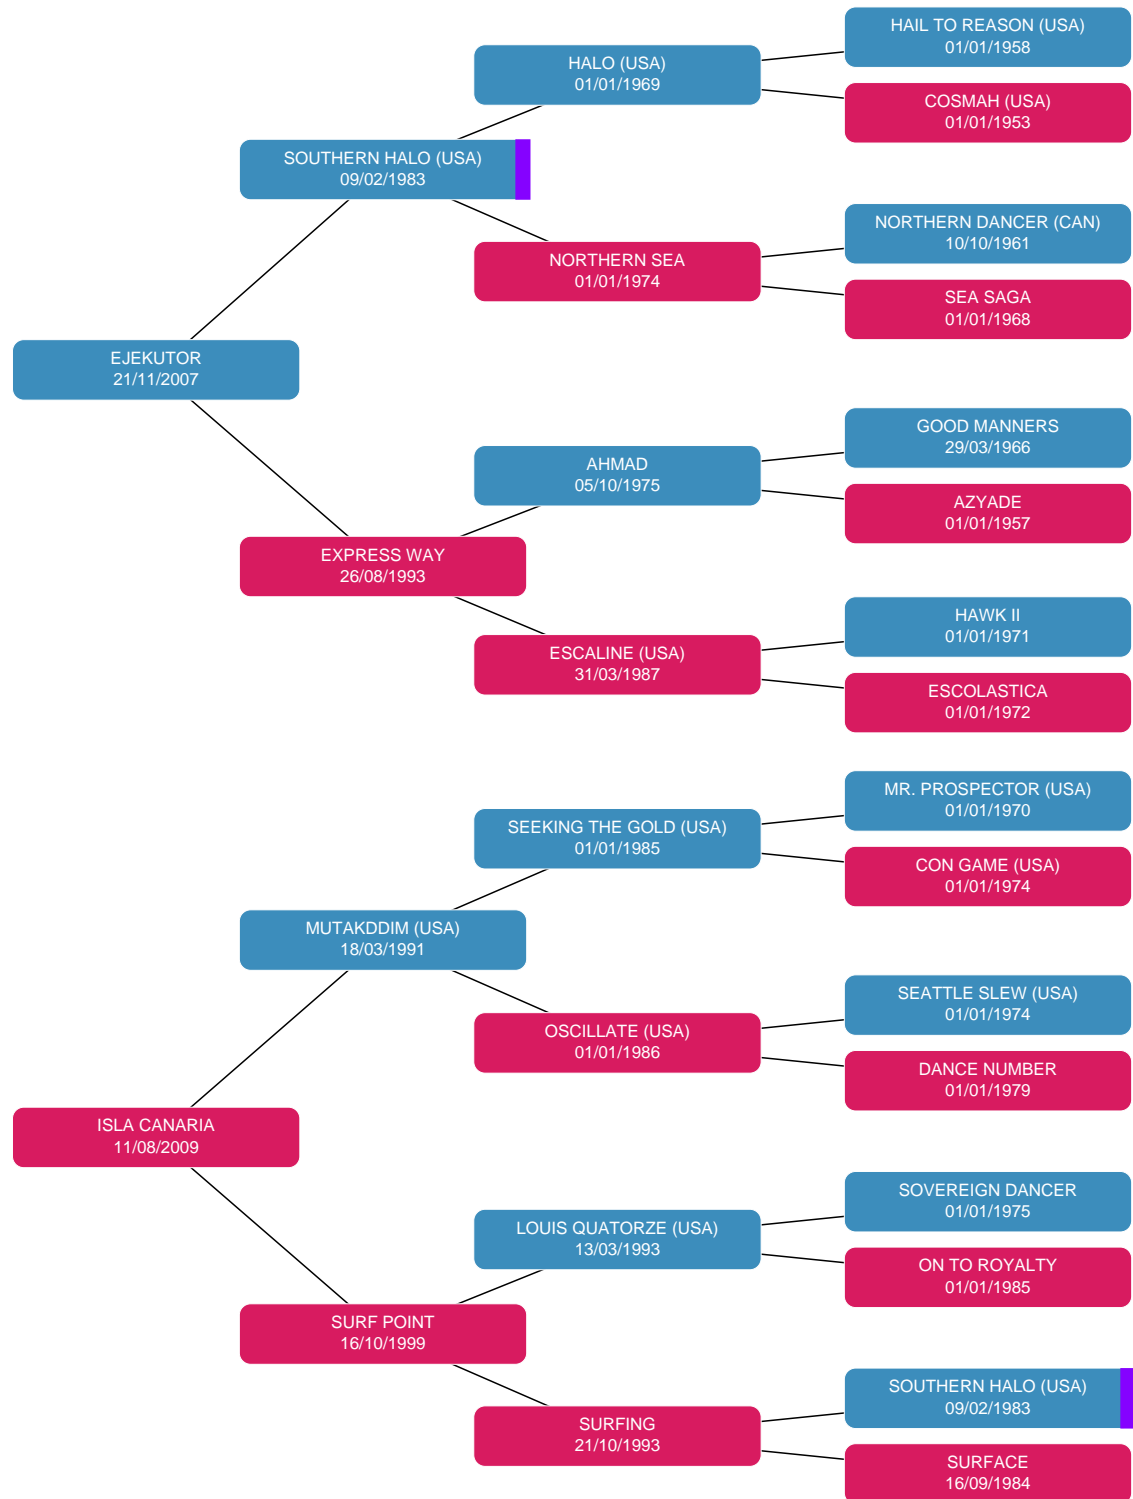 HAIL TO REASON (USA)
01/01/1958
HALO (USA)
01/01/1969
COSMAH (USA)
01/01/1953
SOUTHERN HALO (USA)
09/02/1983
NORTHERN DANCER (CAN)
10/10/1961
NORTHERN SEA
01/01/1974
SEA SAGA
01/01/1968
EJEKUTOR
21/11/2007
GOOD MANNERS
29/03/1966
AHMAD
05/10/1975
AZYADE
01/01/1957
EXPRESS WAY
26/08/1993
HAWK II
01/01/1971
ESCALINE (USA)
31/03/1987
ESCOLASTICA
01/01/1972
MR. PROSPECTOR (USA)
01/01/1970
SEEKING THE GOLD (USA)
01/01/1985
CON GAME (USA)
01/01/1974
MUTAKDDIM (USA)
18/03/1991
SEATTLE SLEW (USA)
01/01/1974
OSCILLATE (USA)
01/01/1986
DANCE NUMBER
01/01/1979
ISLA CANARIA
11/08/2009
SOVEREIGN DANCER
01/01/1975
LOUIS QUATORZE (USA)
13/03/1993
ON TO ROYALTY
01/01/1985
SURF POINT
16/10/1999
SOUTHERN HALO (USA)
09/02/1983
SURFING
21/10/1993
SURFACE
16/09/1984